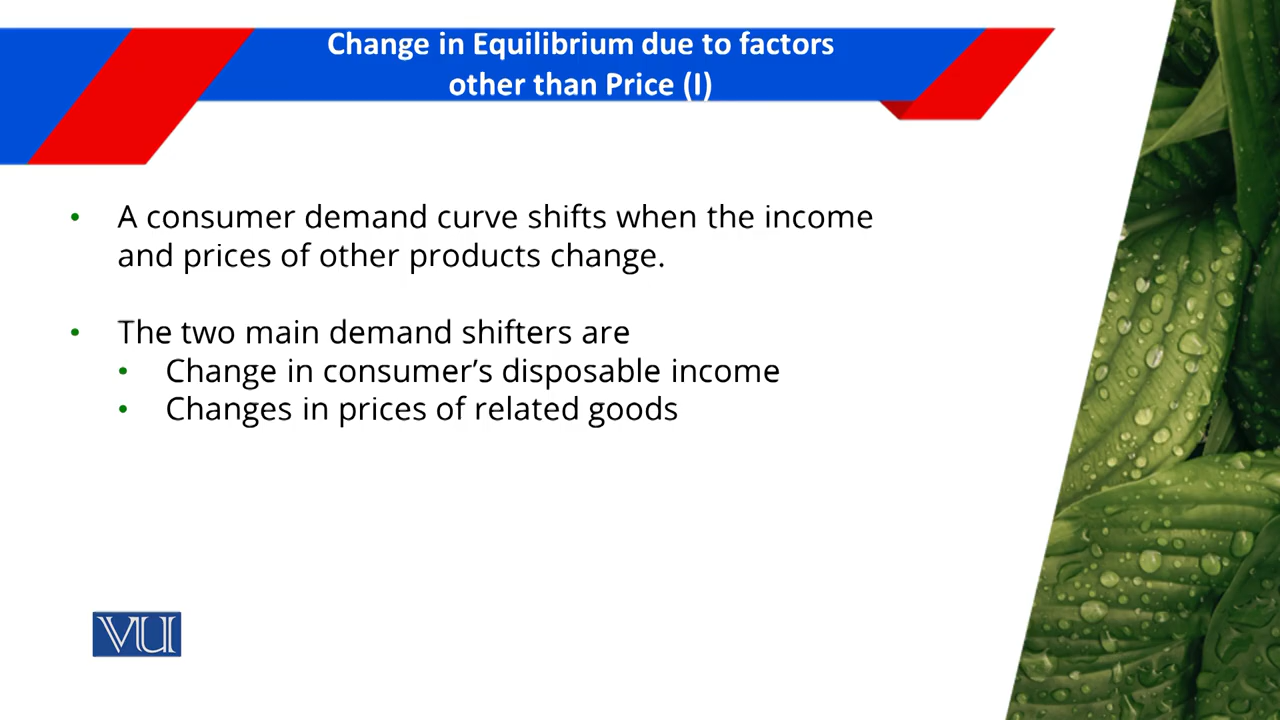 Change in Equilibrium due to factors
other than Price (I)
• A consumer demand curve shifts when the income
and prices of other products change.
• The two main demand shifters are
• Change in consumer’s disposable income
• Changes in prices of related goods
VU